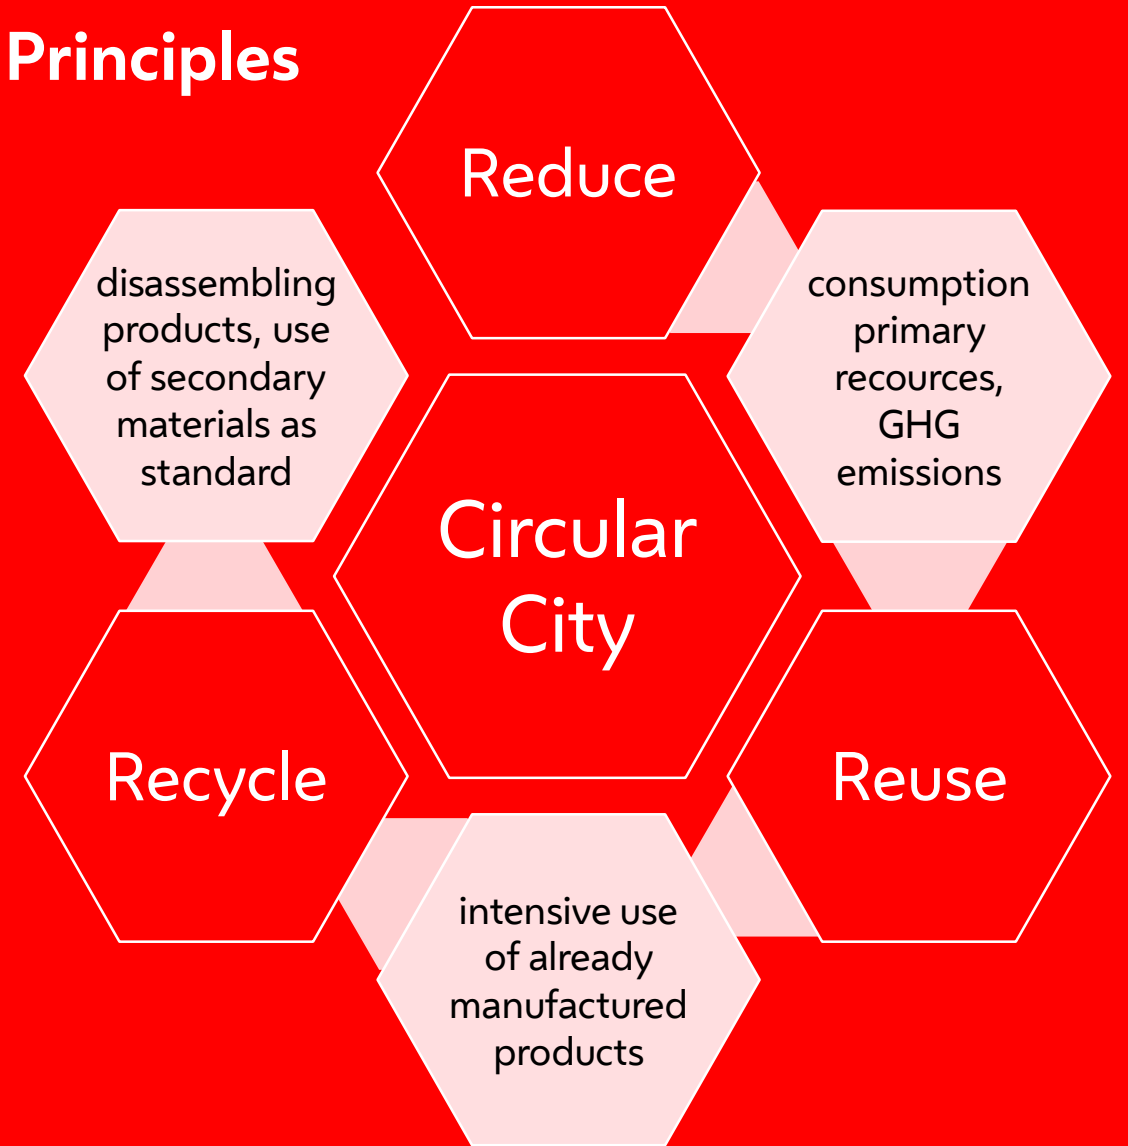 Principles
Reduce
consumption
primary
recources,
GHG
emissions
Reuse
intensive use
of already
manufactured
products
Recycle
disassembling
products, use
of secondary
materials as
standard
Circular
City